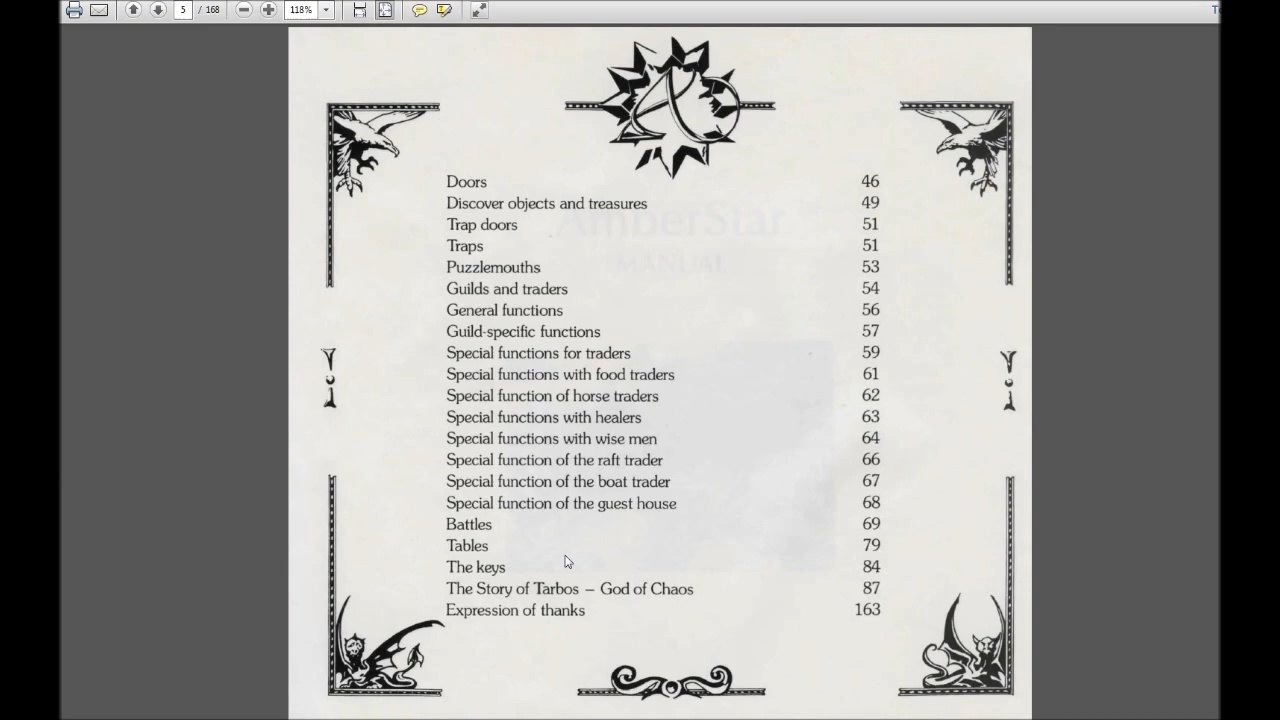 5 / 168
118%
Doors 46
Discover objects and treasures 49
Trap doors 51
Traps 51
Puzzlemouths 53
Guilds and traders 54
General functions 56
Guild-specific functions 57
Special functions for traders 59
Special functions with food traders 61
Special function of horse traders 62
Special functions with healers 63
Special functions with wise men 64
Special function of the raft trader 66
Special function of the boat trader 67
Special function of the guest house 68
Battles 69
Tables 79
The keys 84
The Story of Tarbos – God of Chaos 87
Expression of thanks 163
AmberStar
MANUAL